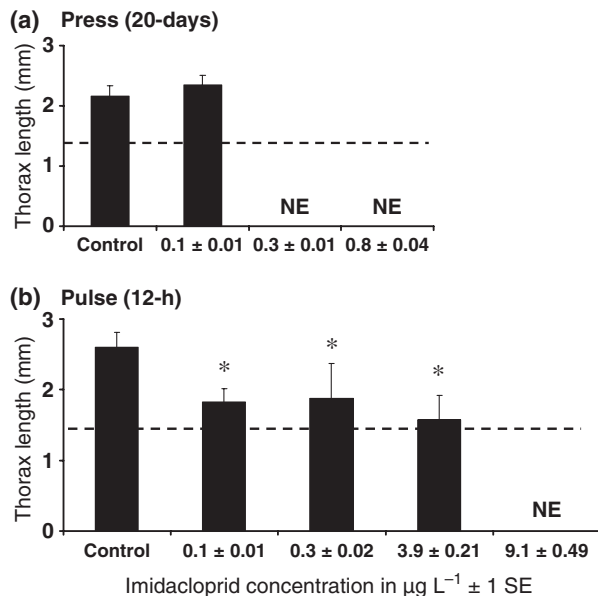 (a) Press (20-days)
Thorax length (mm)
3
2
1
0
NE NE
Control 0.1 ± 0.01 0.3 ± 0.01 0.8 ± 0.04
(b) Pulse (12-h)
Thorax length (mm)
3
2
1
0
* * *
NE
Control 0.1 ± 0.01 0.3 ± 0.02 3.9 ± 0.21 9.1 ± 0.49
Imidacloprid concentration in µg L⁻¹ ± 1 SE